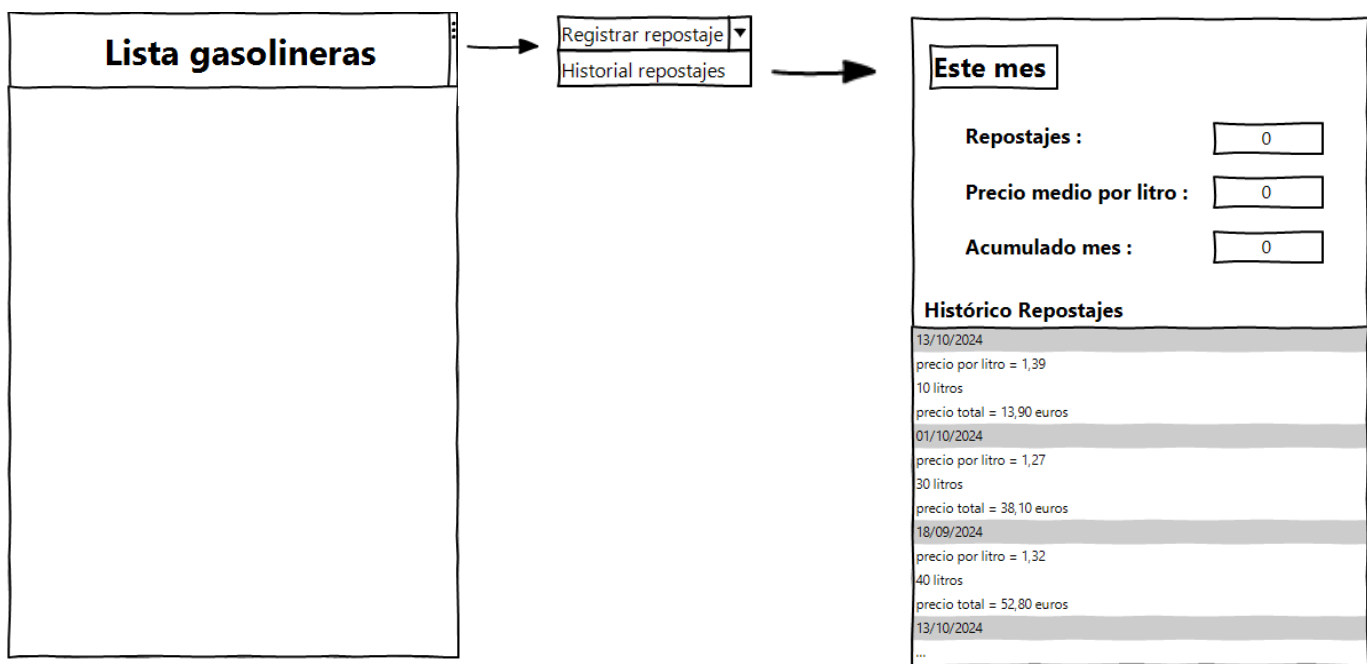 Lista gasolineras
Registrar repostaje
Historial repostajes
Este mes
Repostajes : 0
Precio medio por litro : 0
Acumulado mes : 0
Histórico Repostajes
13/10/2024
precio por litro = 1,39
10 litros
precio total = 13,90 euros
01/10/2024
precio por litro = 1,27
30 litros
precio total = 38,10 euros
18/09/2024
precio por litro = 1,32
40 litros
precio total = 52,80 euros
13/10/2024
...